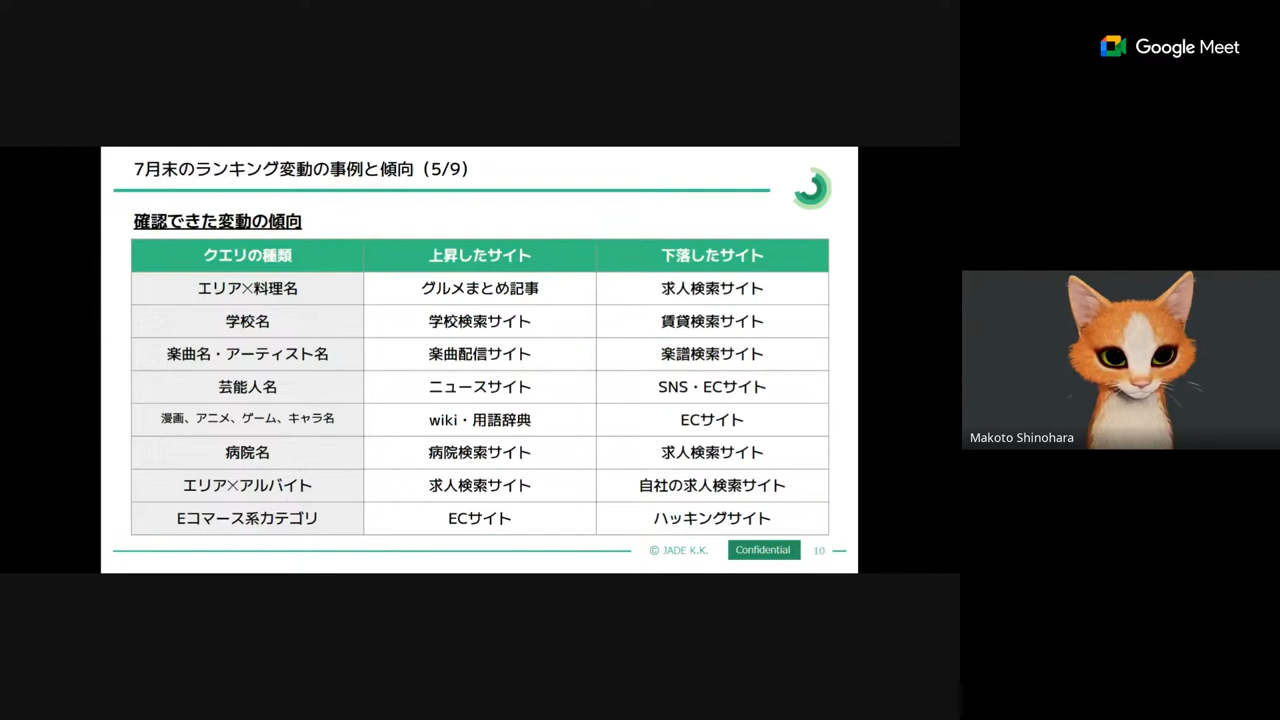 Google Meet
7月末のランキング変動の事例と傾向（5/9）
確認できた変動の傾向
クエリの種類 上昇したサイト 下落したサイト
エリア×料理名 グルメまとめ記事 求人検索サイト
学校名 学校検索サイト 賃貸検索サイト
楽曲名・アーティスト名 楽曲配信サイト 楽譜検索サイト
芸能人名 ニュースサイト SNS・ECサイト
漫画、アニメ、ゲーム、キャラ名 wiki・用語辞典 ECサイト
病院名 病院検索サイト 求人検索サイト
エリア×アルバイト 求人検索サイト 自社の求人検索サイト
Eコマース系カテゴリ ECサイト ハッキングサイト
© JADE K.K. Confidential 10
Makoto Shinohara